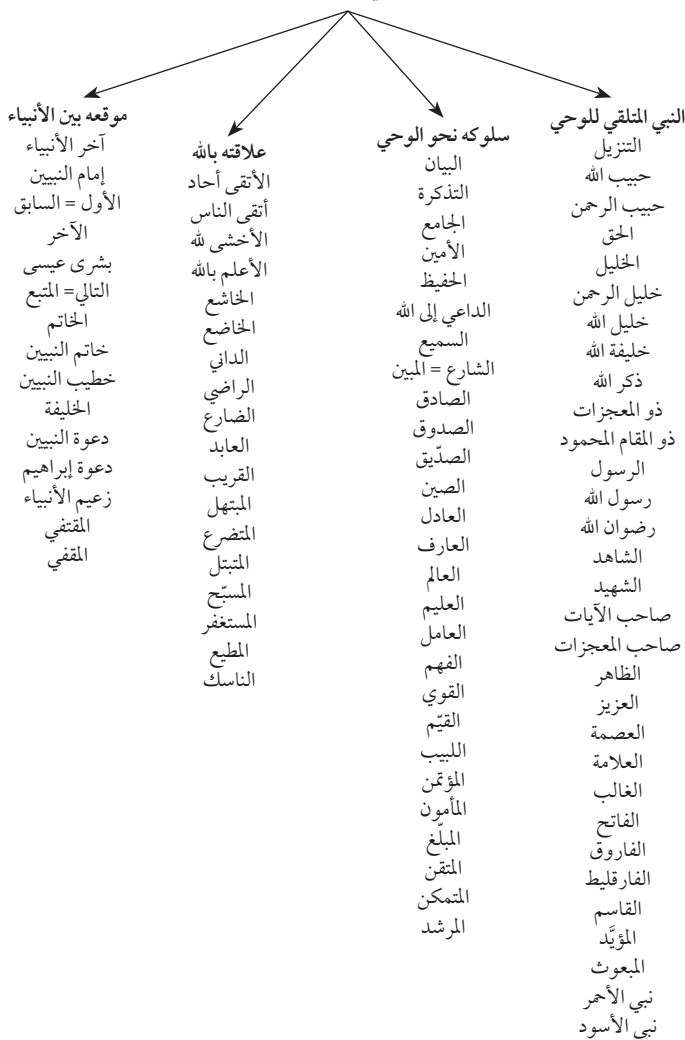 النبي المتلقي للوحي
التنزيل
حبيب الله
حبيب الرحمن
الحق
الخليل
خليل الرحمن
خليل الله
خليفة الله
ذكر الله
ذو المعجزات
ذو المقام المحمود
الرسول
رسول الله
رضوان الله
الشاهد
الشهيد
صاحب الآيات
صاحب المعجزات
الظاهر
العزيز
العصمة
العلامة
الغالب
الفاتح
الفاروق
الفارقليط
القاسم
المؤيَّد
المبعوث
نبي الأحمر
نبي الأسود
سلوكه نحو الوحي
البيان
التذكرة
الجامع
الأمين
الحفيظ
الداعي إلى الله
السميع
الشارع = المبين
الصادق
الصدوق
الصدّيق
الصين
العادل
العارف
العالم
العليم
العامل
الفهم
القوي
القيّم
اللبيب
المؤتمن
المأمون
المبلّغ
المتقن
المتمكن
المرشد
علاقته بالله
الأتقى أحاد
أتقى الناس
الأخشى لله
الأعلم بالله
الخاشع
الخاضع
الداني
الراضي
الضارع
العابد
القريب
المبتهل
المتضرع
المتبتل
المسبّح
المستغفر
المطيع
الناسك
موقعه بين الأنبياء
آخر الأنبياء
إمام النبيين
الأول = السابق
الآخر
بشرى عيسى
التالي= المتبع
الخاتم
خاتم النبيين
خطيب النبيين
الخليفة
دعوة النبيين
دعوة إبراهيم
زعيم الأنبياء
المقتفي
المقفي